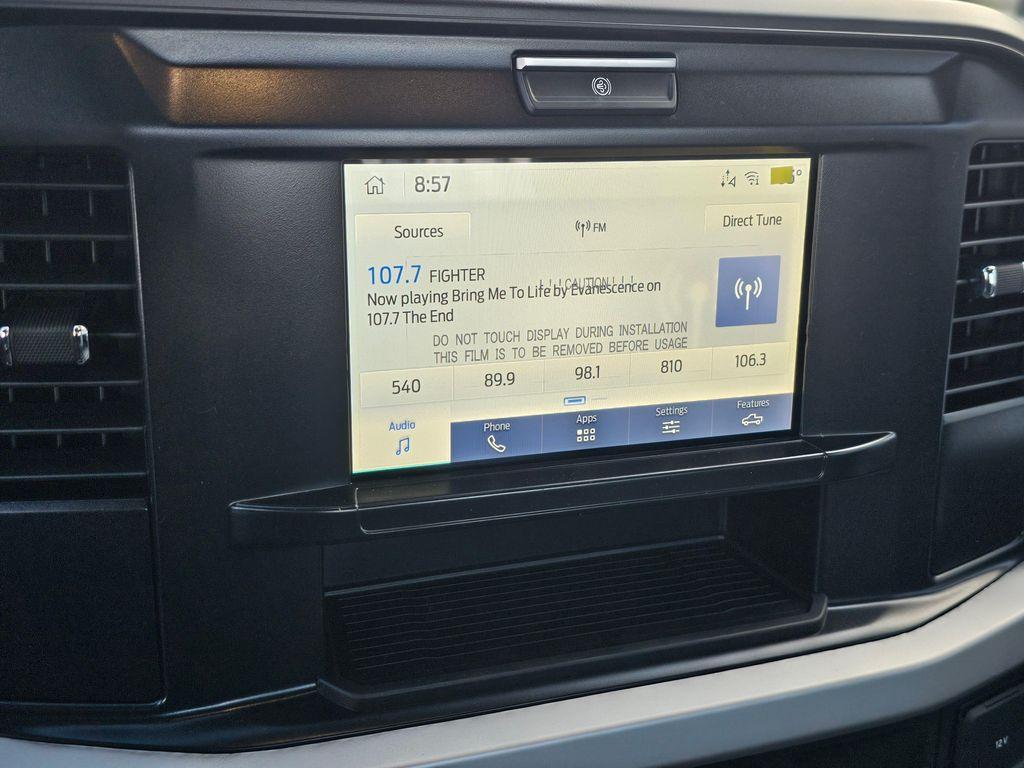 8:57
Sources
FM
Direct Tune
107.7 FIGHTER
! ! ! CAUTION ! ! !
Now playing Bring Me To Life by Evanescence on
107.7 The End
DO NOT TOUCH DISPLAY DURING INSTALLATION
THIS FILM IS TO BE REMOVED BEFORE USAGE
540 89.9 98.1 810 106.3
Audio Phone Apps Settings Features
12V